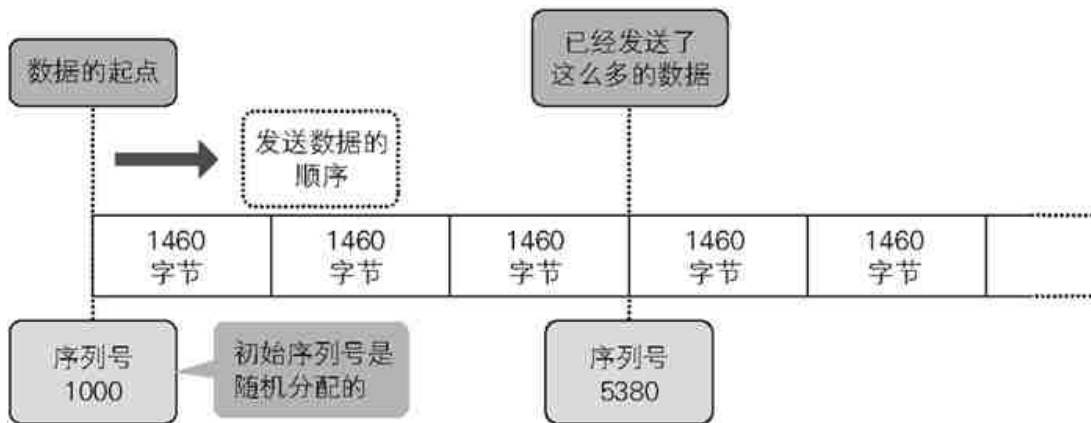 数据的起点
已经发送了
这么多的数据
发送数据的
顺序
1460
字节
1460
字节
1460
字节
1460
字节
1460
字节
序列号
1000
初始序列号是
随机分配的
序列号
5380